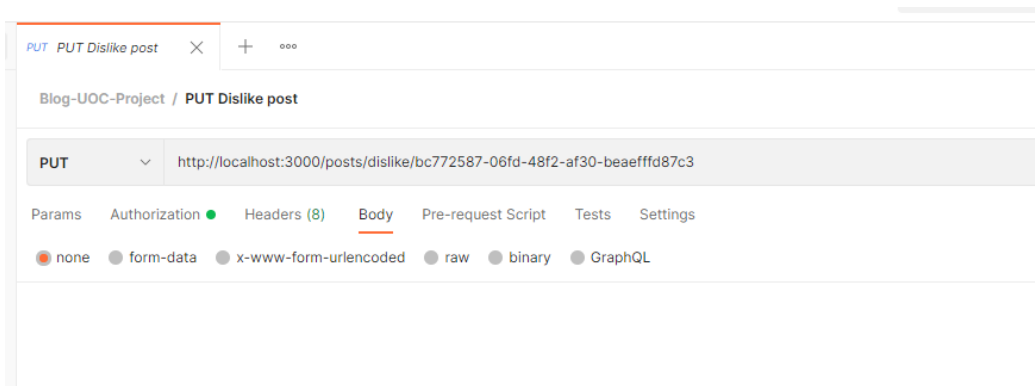 PUT PUT Dislike post
Blog-UOC-Project / PUT Dislike post
PUT http://localhost:3000/posts/dislike/bc772587-06fd-48f2-af30-beaefffd87c3
Params Authorization Headers (8) Body Pre-request Script Tests Settings
none form-data x-www-form-urlencoded raw binary GraphQL